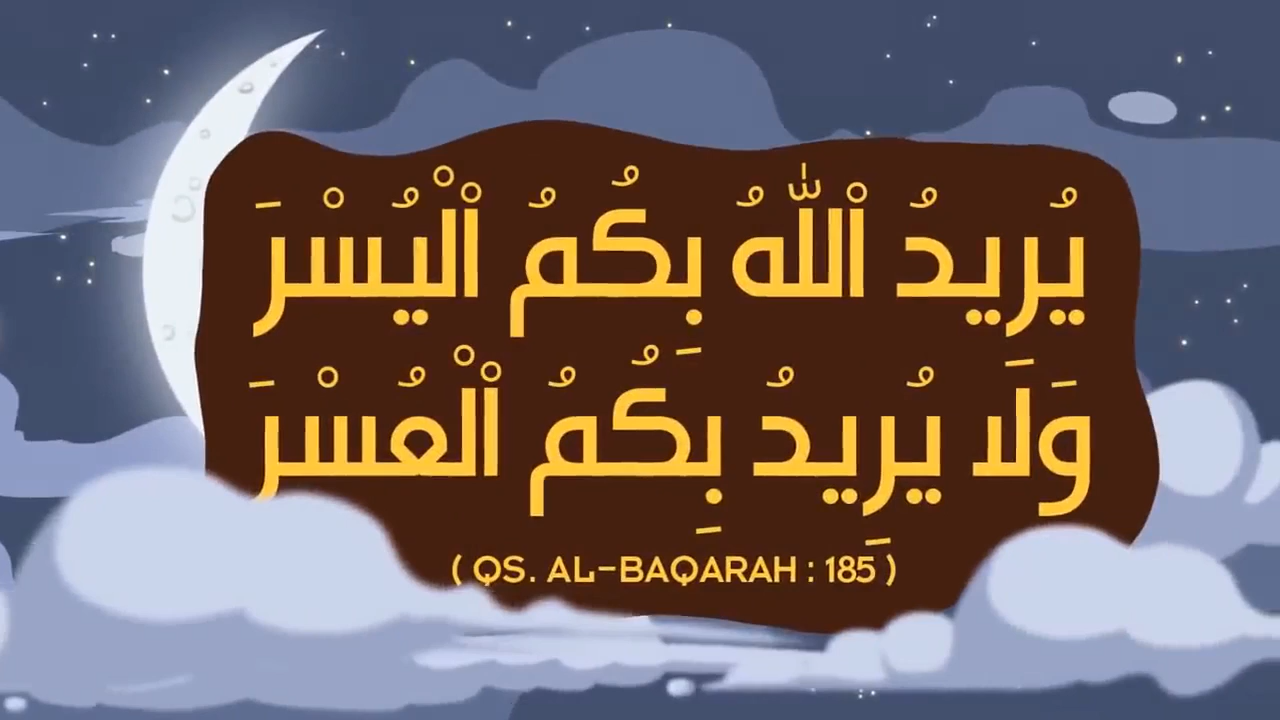 يُرِيدُ ٱللّٰهُ بِكُمُ ٱلْيُسْرَ
وَلَا يُرِيدُ بِكُمُ ٱلْعُسْرَ
( QS. AL-BAQARAH : 185 )